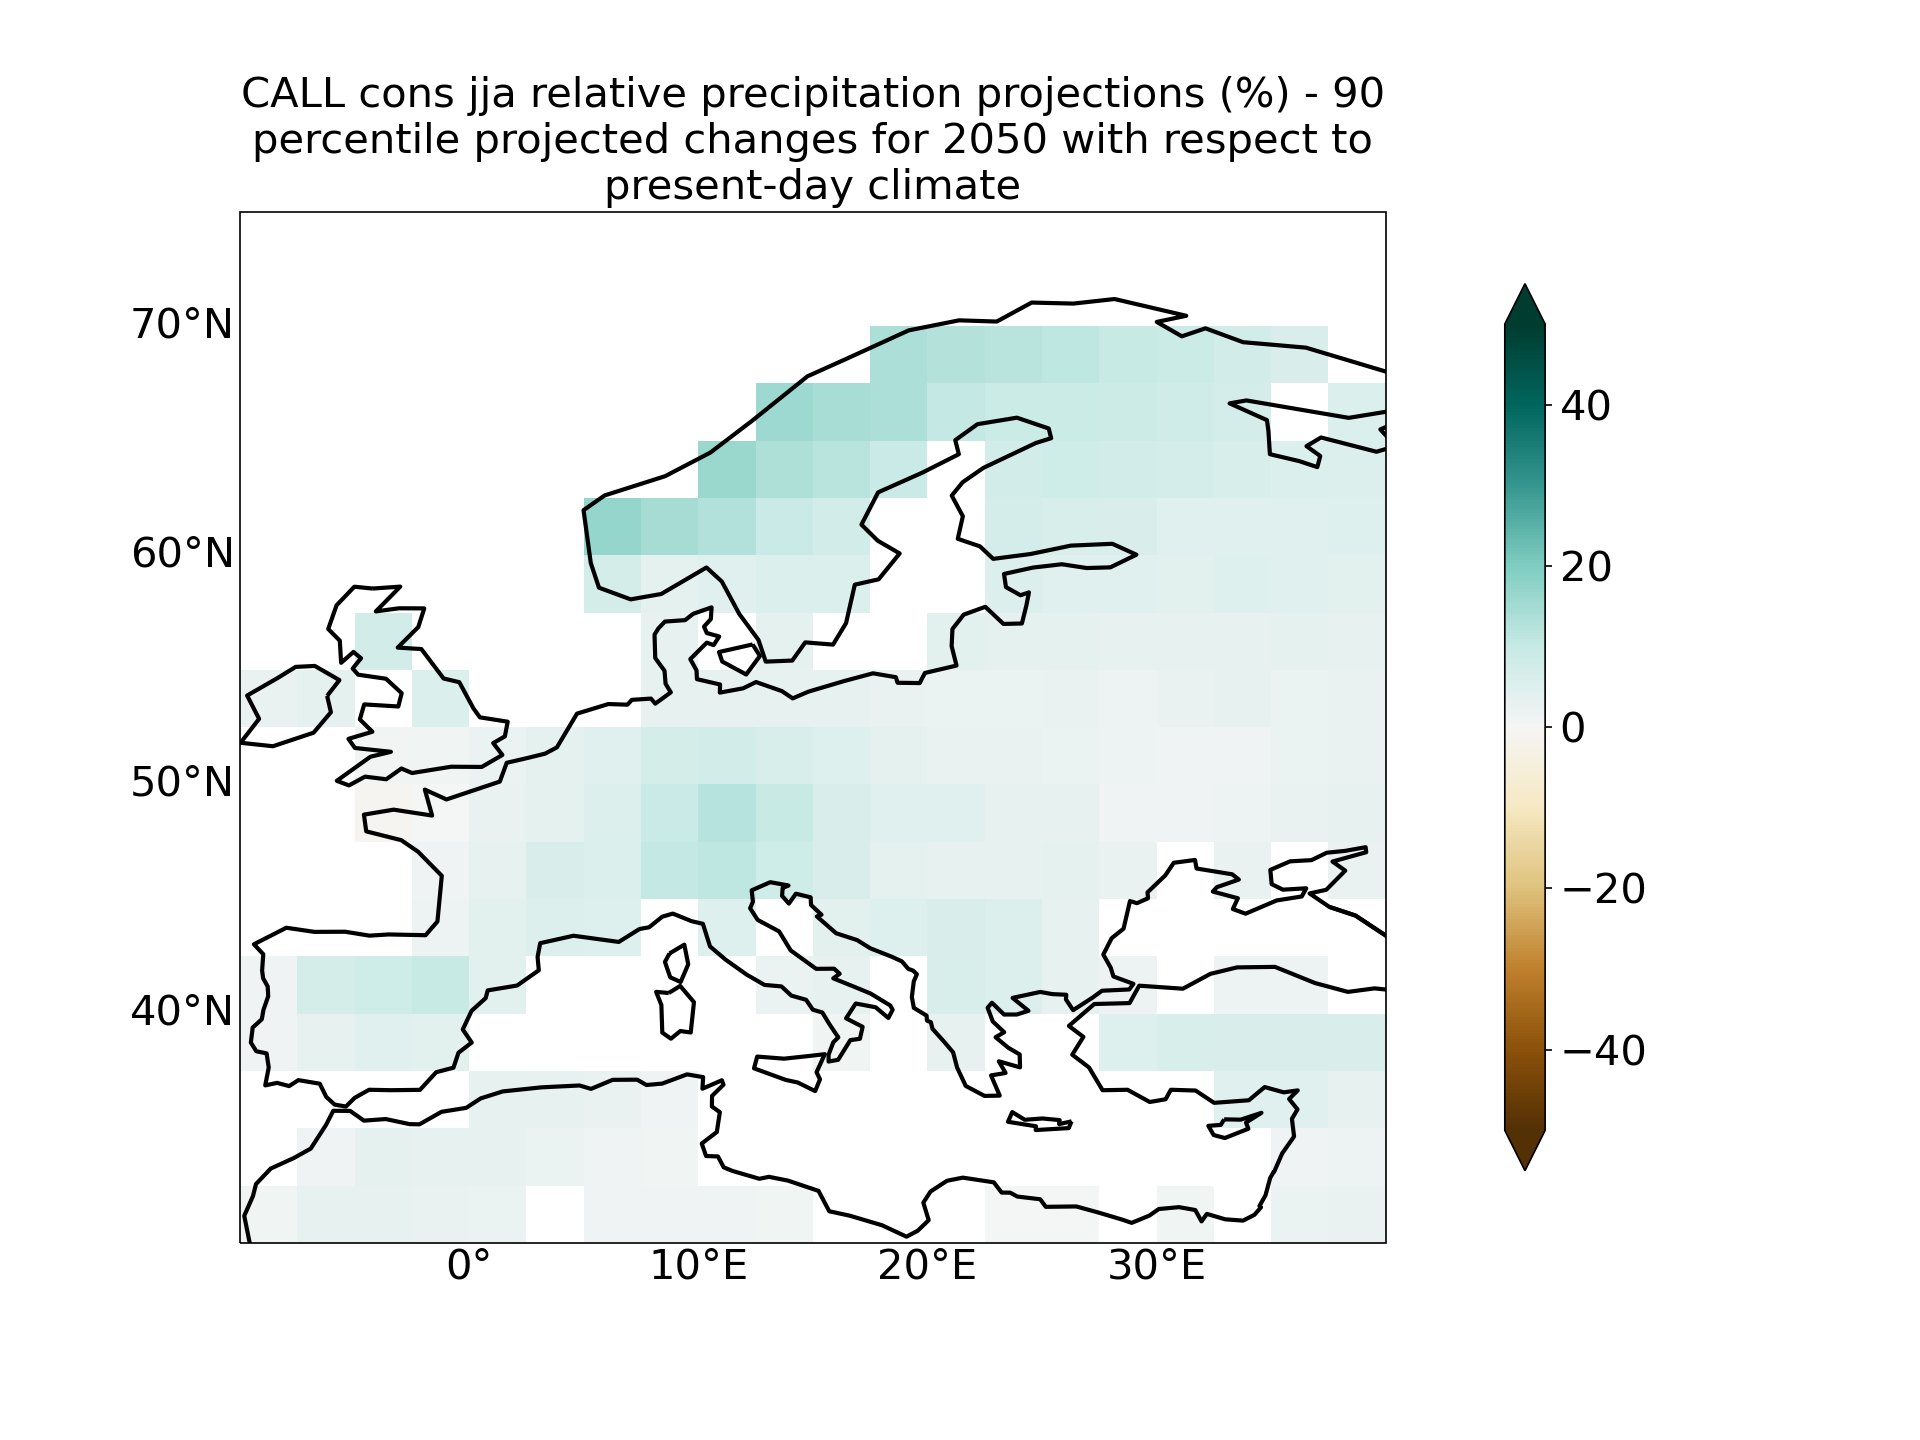 CALL cons jja relative precipitation projections (%) - 90
percentile projected changes for 2050 with respect to
present-day climate
70°N
60°N
50°N
40°N
0°
10°E
20°E
30°E
40
20
0
−20
−40